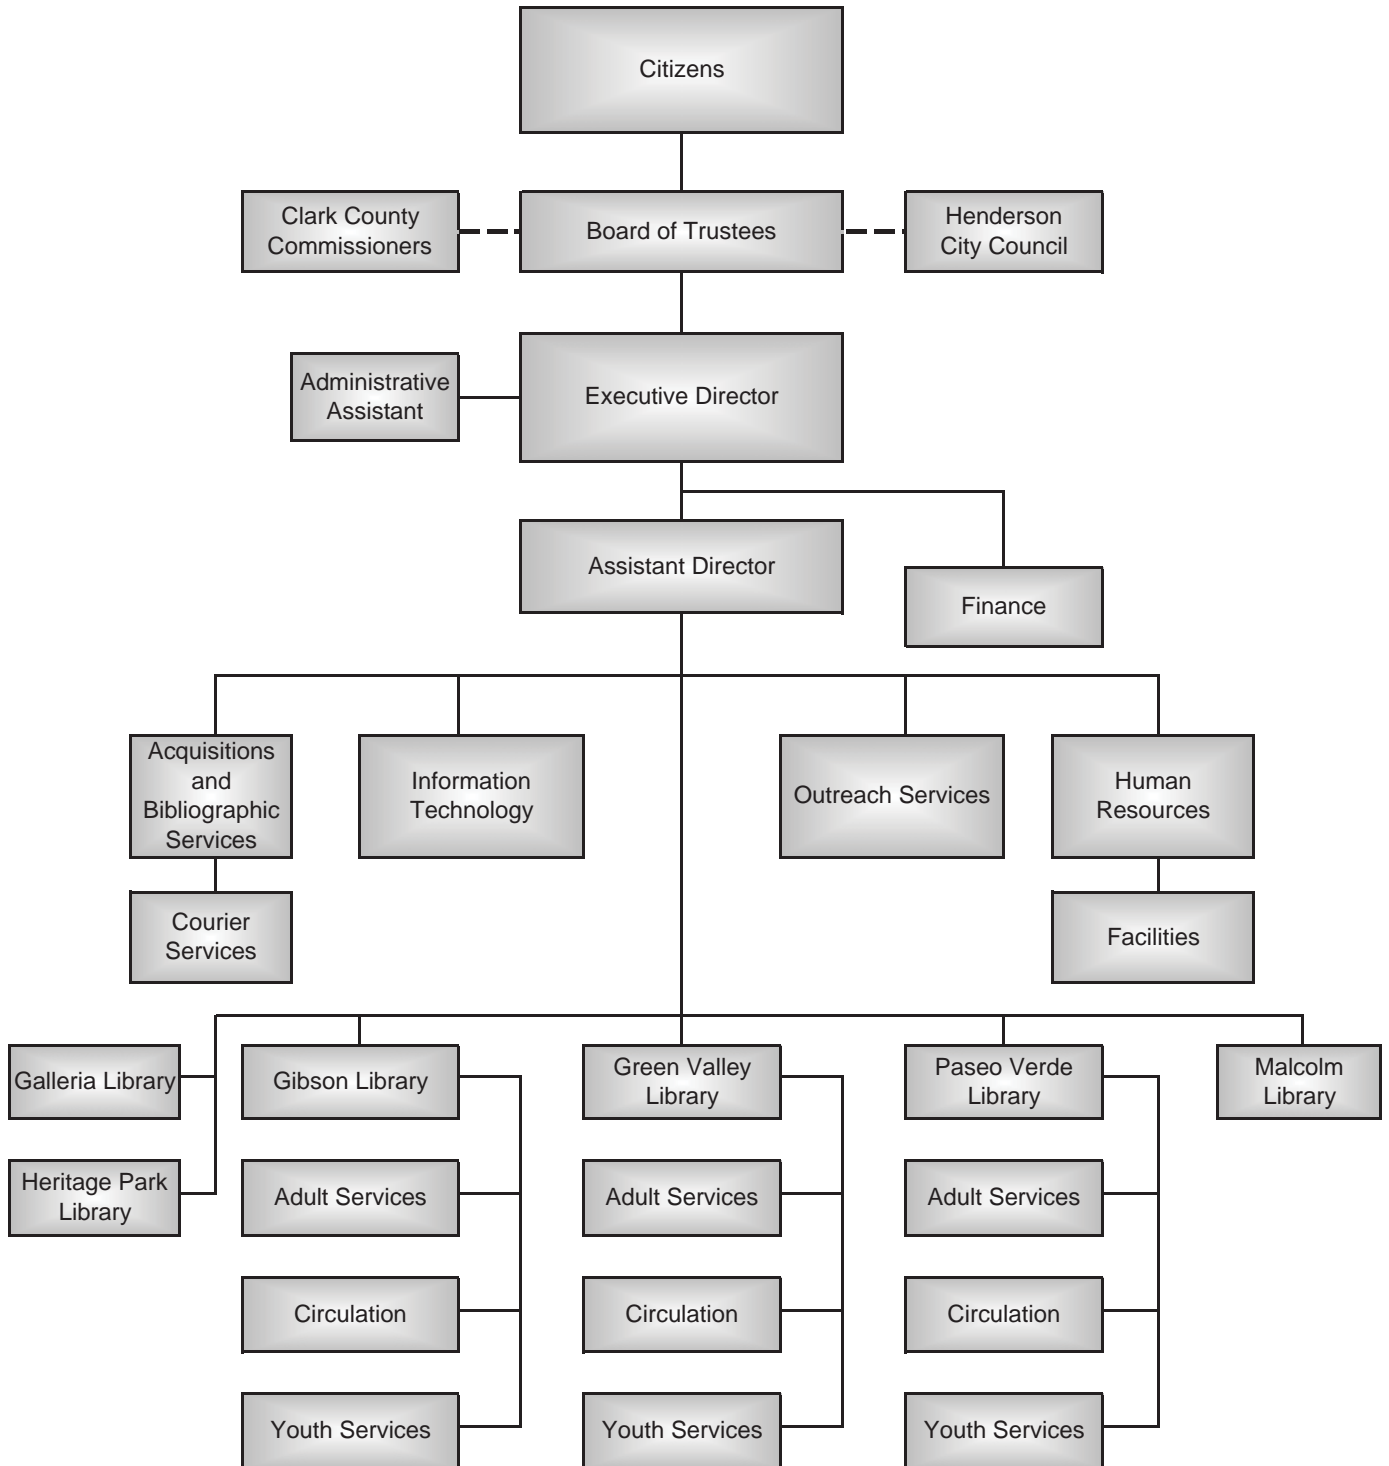 Citizens
Clark County
Commissioners
Board of Trustees
Henderson
City Council
Administrative
Assistant
Executive Director
Assistant Director
Finance
Acquisitions
and
Bibliographic
Services
Information
Technology
Outreach Services
Human
Resources
Courier
Services
Facilities
Galleria Library
Gibson Library
Green Valley
Library
Paseo Verde
Library
Malcolm
Library
Heritage Park
Library
Adult Services
Adult Services
Adult Services
Circulation
Circulation
Circulation
Youth Services
Youth Services
Youth Services